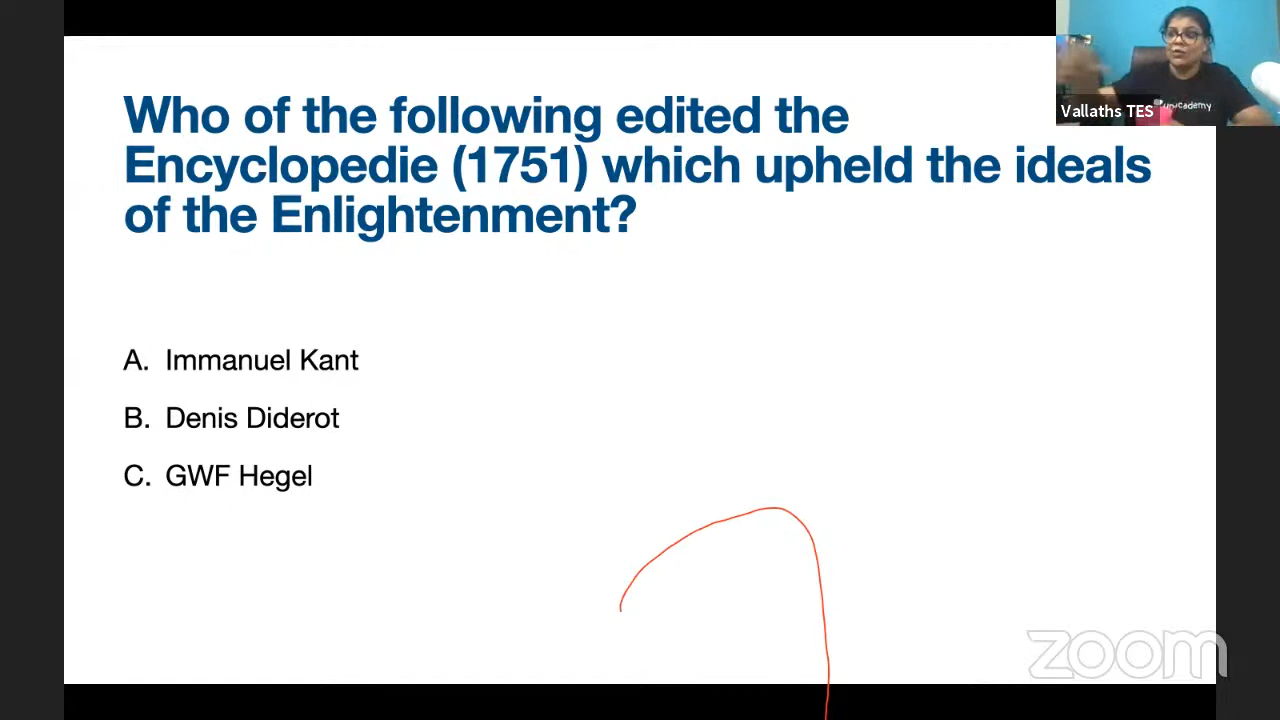 Who of the following edited the
Encyclopedie (1751) which upheld the ideals
of the Enlightenment?
Vallaths TES
A. Immanuel Kant
B. Denis Diderot
C. GWF Hegel
zoom